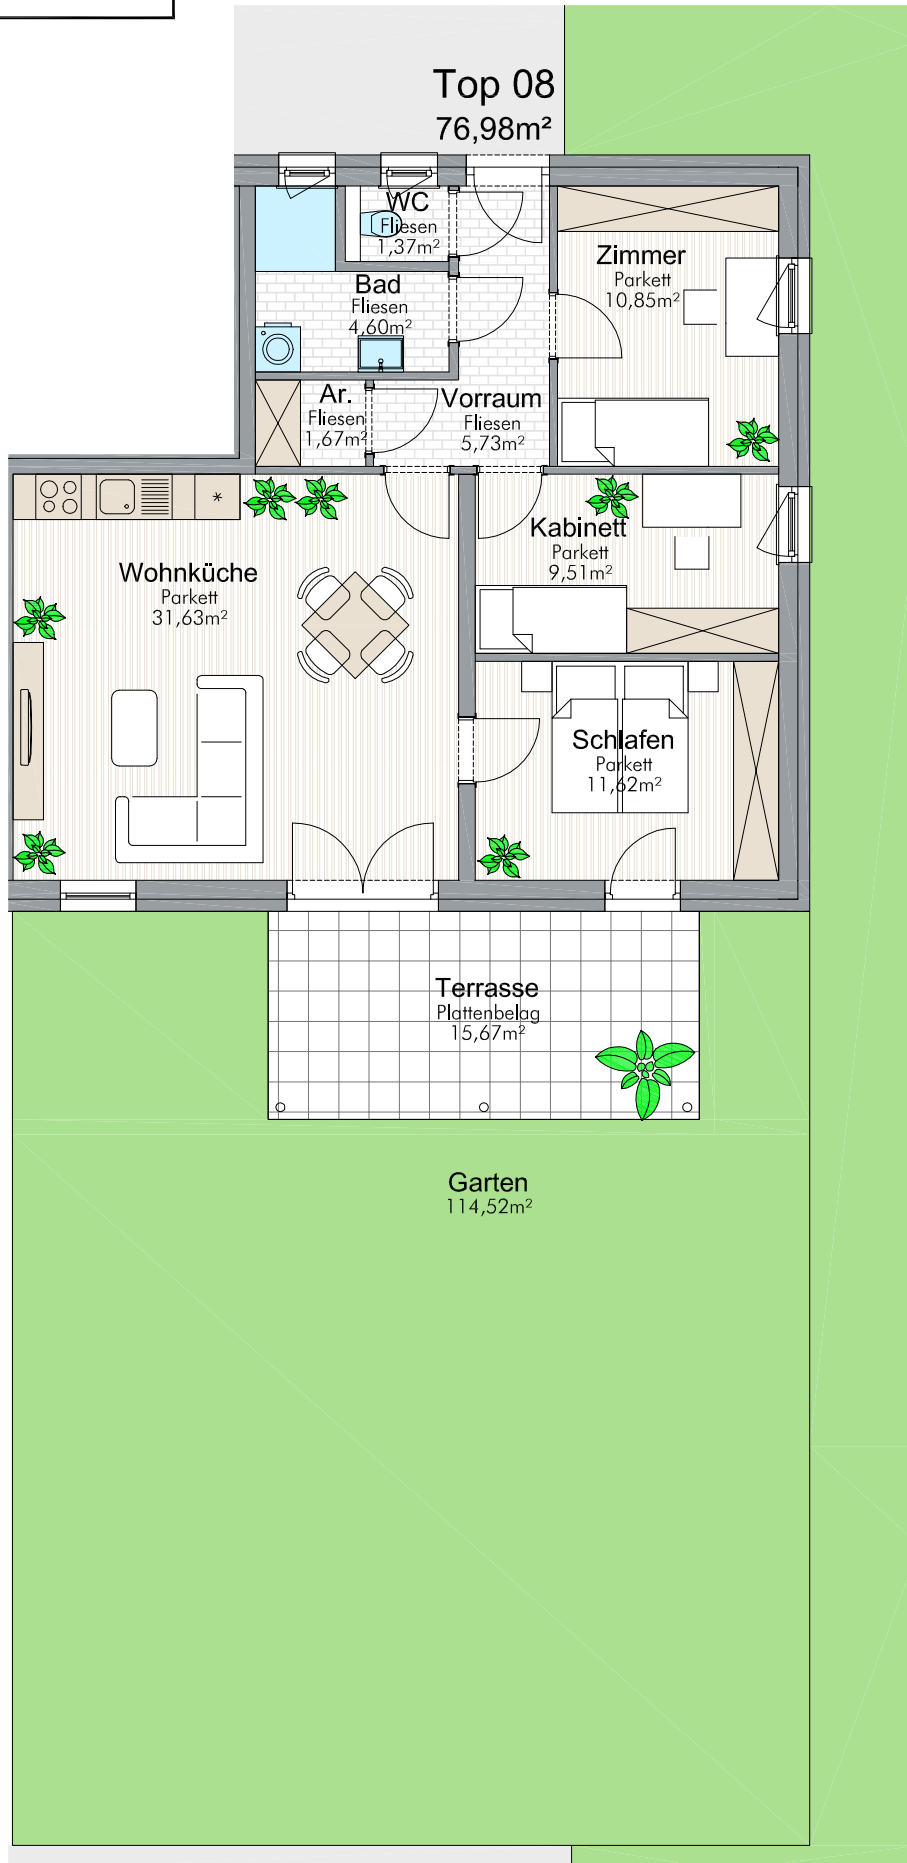 Top 08
76,98m²
WC
Fliesen
1,37m²
Zimmer
Parkett
10,85m²
Bad
Fliesen
4,60m²
Ar.
Fliesen
1,67m²
Vorraum
Fliesen
5,73m²
Kabinett
Parkett
9,51m²
Wohnküche
Parkett
31,63m²
Schlafen
Parkett
11,62m²
Terrasse
Plattenbelag
15,67m²
Garten
114,52m²